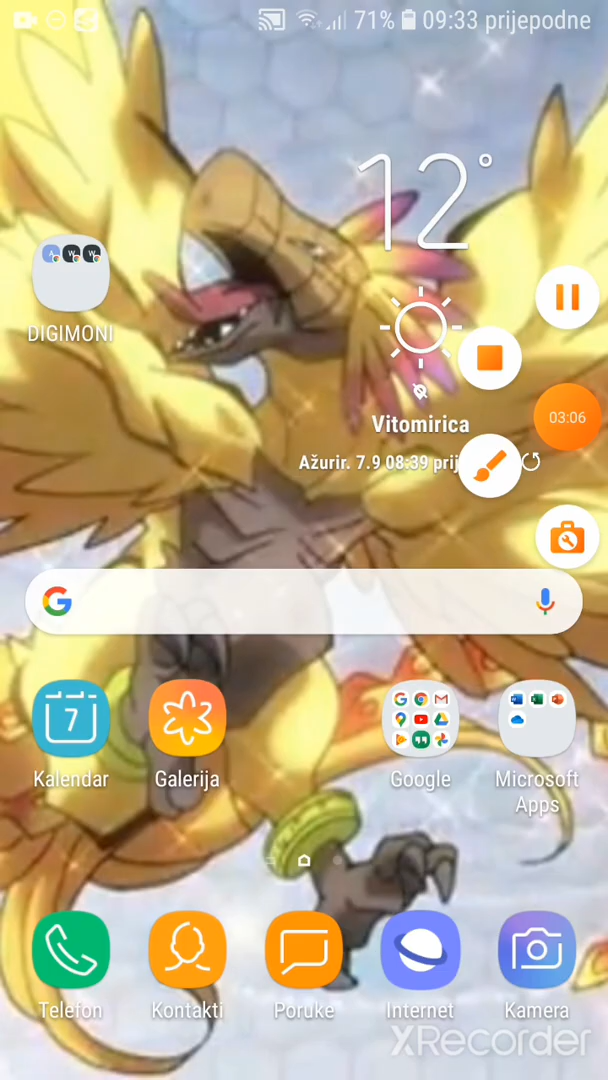 71% 09:33 prijepodne
12°
DIGIMONI
Vitomirica
03:06
Ažurir. 7.9 08:39 prij
7
Kalendar
Galerija
Google
Microsoft
Apps
Telefon
Kontakti
Poruke
Internet
Kamera
XRecorder